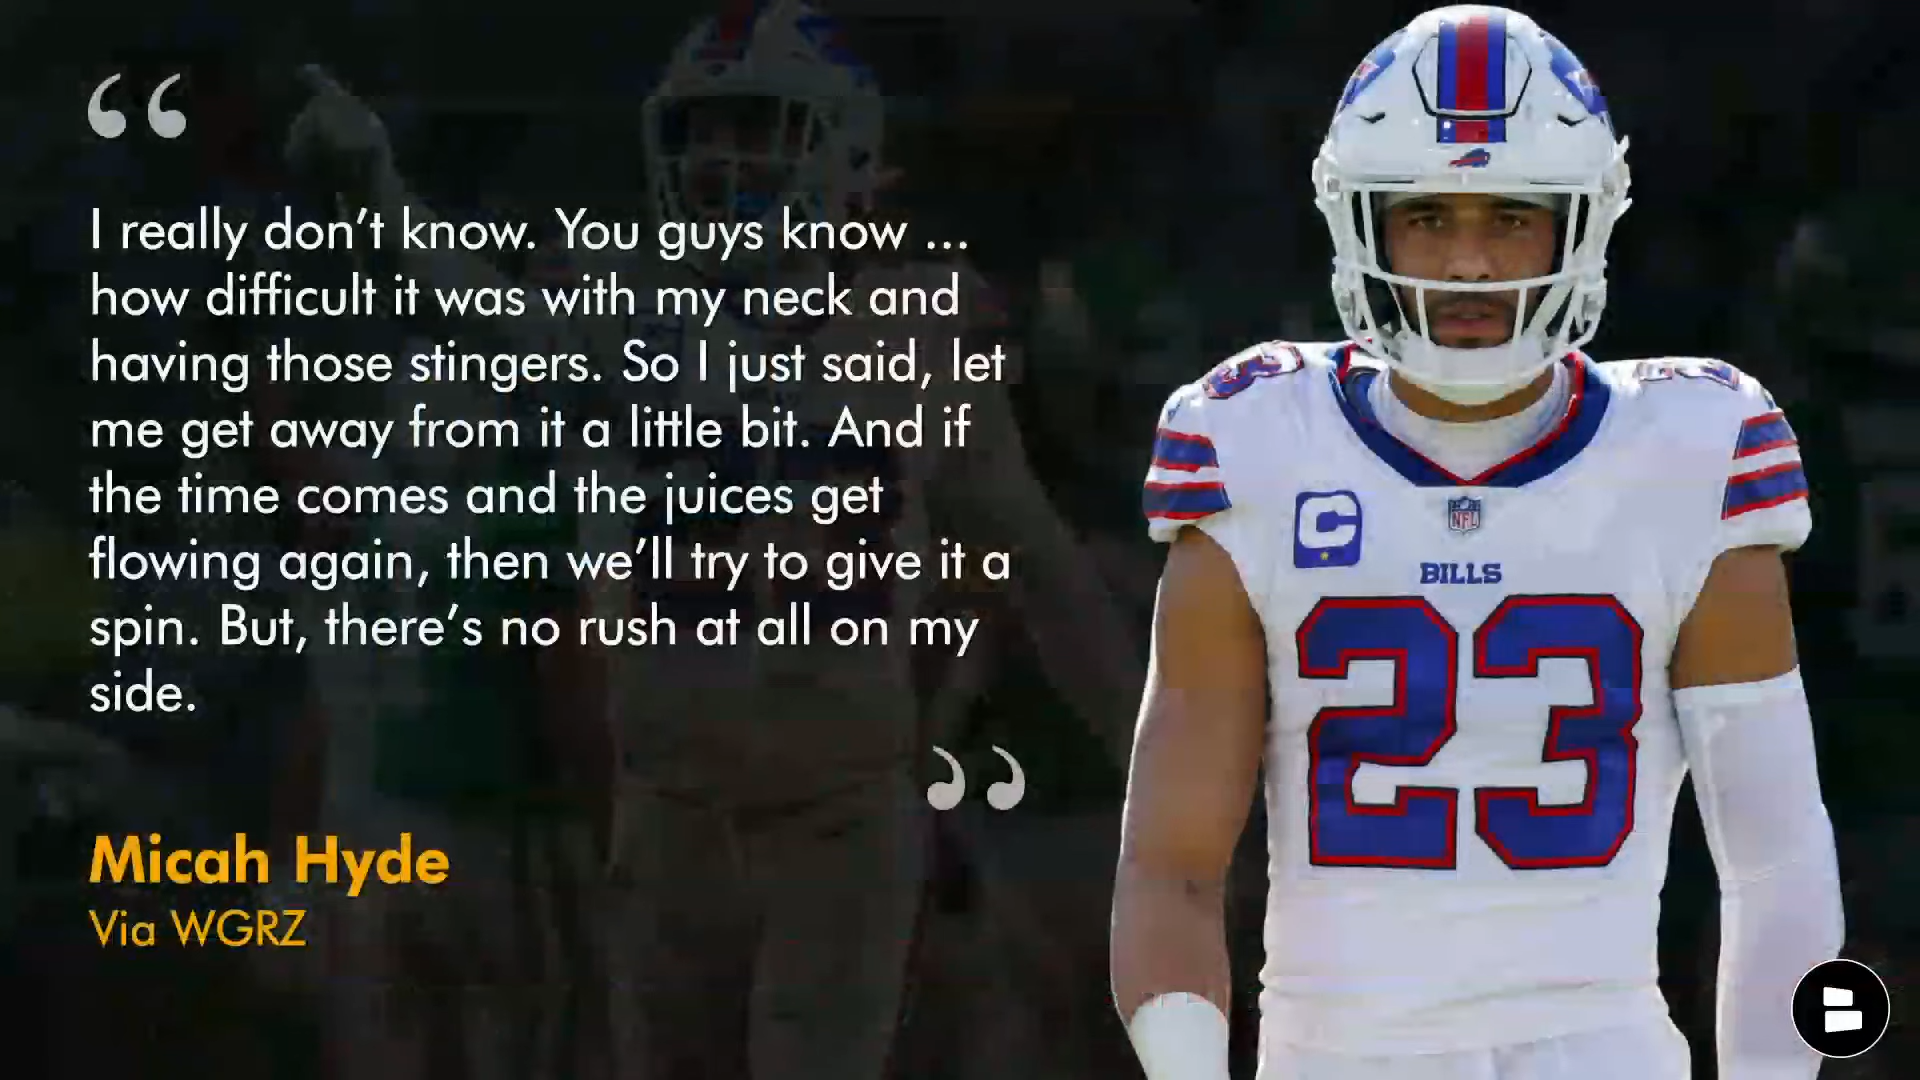 “
I really don’t know. You guys know ...
how difficult it was with my neck and
having those stingers. So I just said, let
me get away from it a little bit. And if
the time comes and the juices get
flowing again, then we’ll try to give it a
spin. But, there’s no rush at all on my
side.
”
Micah Hyde
Via WGRZ
C
NFL
BILLS
23